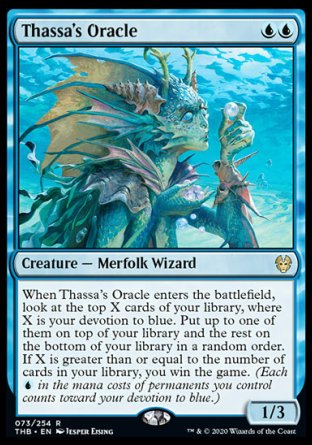 Thassa's Oracle
Creature — Merfolk Wizard
When Thassa's Oracle enters the battlefield,
look at the top X cards of your library, where
X is your devotion to blue. Put up to one of
them on top of your library and the rest on
the bottom of your library in a random order.
If X is greater than or equal to the number of
cards in your library, you win the game. (Each
in the mana costs of permanents you control
counts toward your devotion to blue.)
1/3
073/254 R
THB • EN Jesper Eising
™ & © 2020 Wizards of the Coast